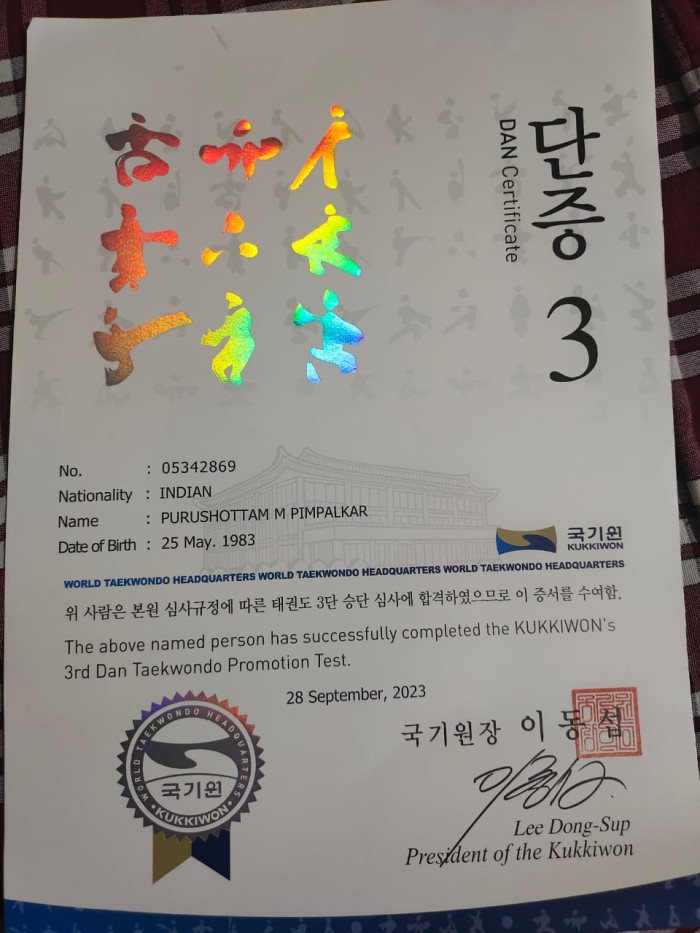 단증
DAN Certificate
3
No. : 05342869
Nationality : INDIAN
Name : PURUSHOTTAM M PIMPALKAR
Date of Birth : 25 May. 1983
국기원
KUKKIWON
WORLD TAEKWONDO HEADQUARTERS WORLD TAEKWONDO HEADQUARTERS WORLD TAEKWONDO HEADQUARTERS
위 사람은 본원 심사규정에 따른 태권도 3단 승단 심사에 합격하였으므로 이 증서를 수여함.
The above named person has successfully completed the KUKKIWON's
3rd Dan Taekwondo Promotion Test.
28 September, 2023
WORLD TAEKWONDO HEADQUARTERS
국기원
KUKKIWON
국기원장 이동섭
Lee Dong-Sup
President of the Kukkiwon